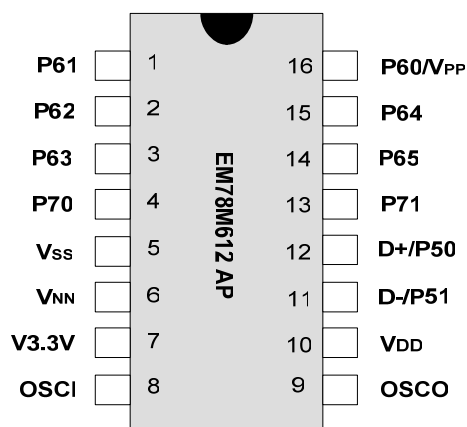 P61 1 16 P60/VPP
P62 2 15 P64
P63 3 14 P65
P70 4 13 P71
VSS 5 12 D+/P50
VNN 6 11 D-/P51
V3.3V 7 10 VDD
OSCI 8 9 OSCO
EM78M612 AP